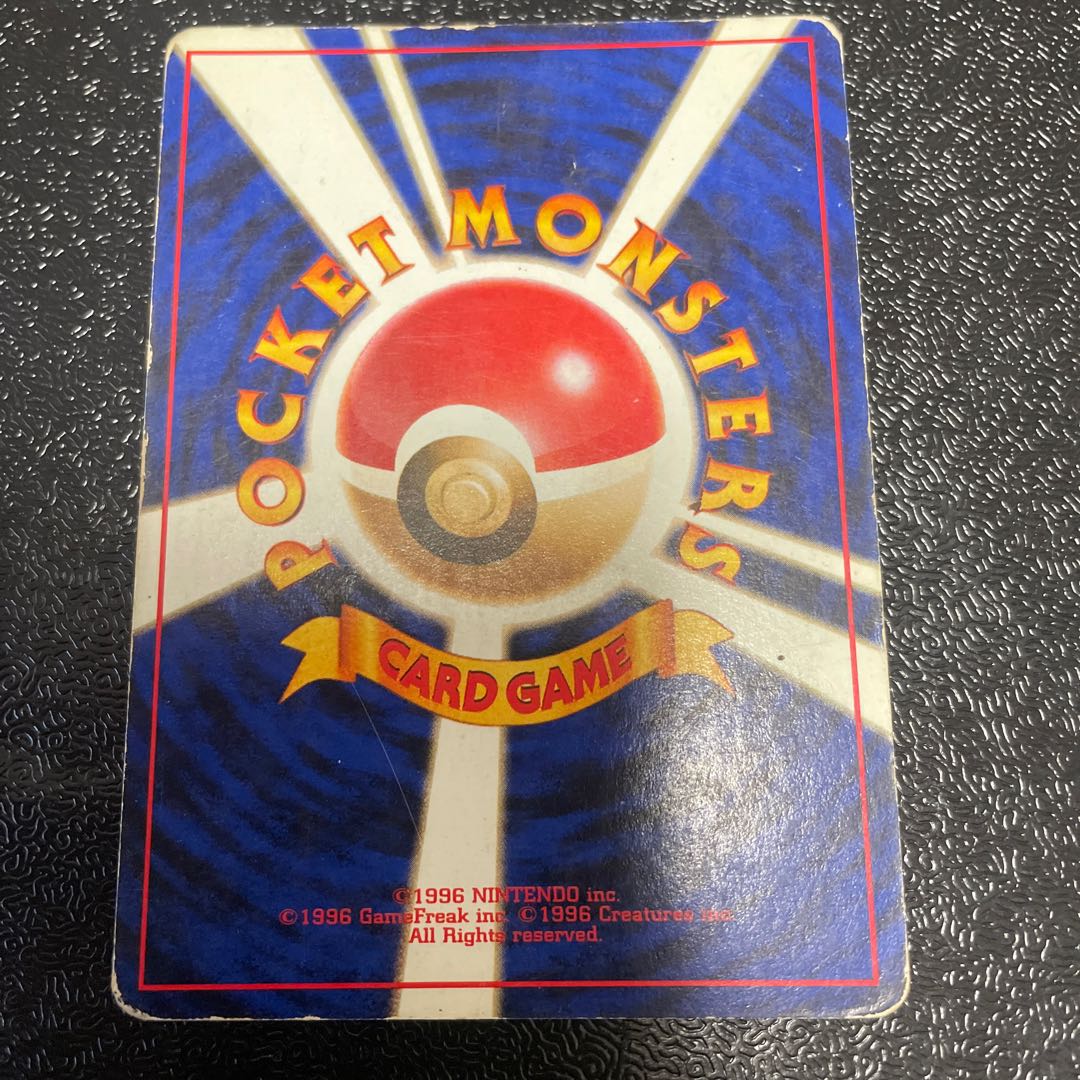 POCKET MONSTERS
CARD GAME
©1996 NINTENDO inc.
©1996 GameFreak inc. ©1996 Creatures inc.
All Rights reserved.